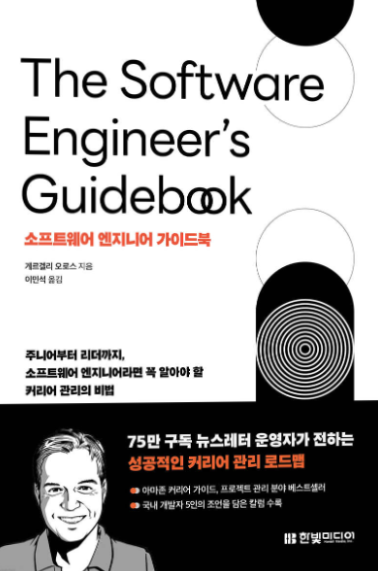 The Software
Engineer's
Guidebook
소프트웨어 엔지니어 가이드북
게르겔리 오로스 지음
이민석 옮김
주니어부터 리더까지,
소프트웨어 엔지니어라면 꼭 알아야 할
커리어 관리의 비법
75만 구독 뉴스레터 운영자가 전하는
성공적인 커리어 관리 로드맵
아마존 커리어 가이드, 프로젝트 관리 분야 베스트셀러
국내 개발자 5인의 조언을 담은 칼럼 수록
한빛미디어